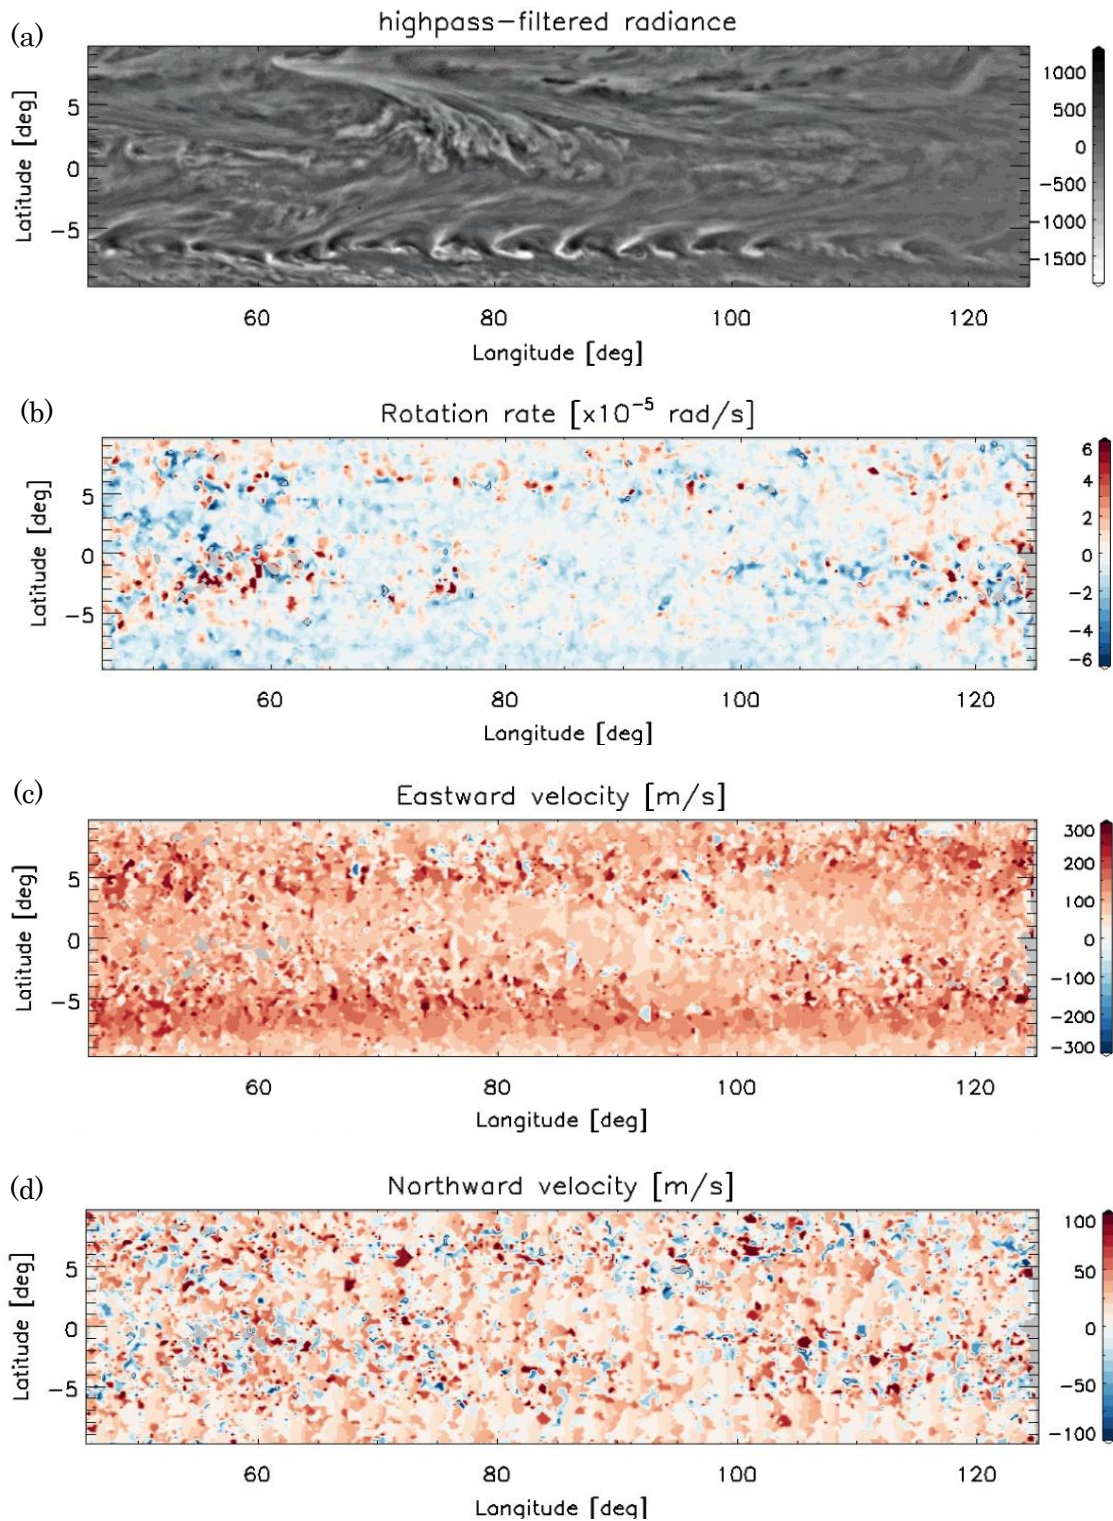 (a)
highpass-filtered radiance
Latitude [deg]
5
0
-5
1000
500
0
-500
-1000
-1500
60 80 100 120
Longitude [deg]
(b)
Rotation rate [x10⁻⁵ rad/s]
Latitude [deg]
5
0
-5
6
4
2
0
-2
-4
-6
60 80 100 120
Longitude [deg]
(c)
Eastward velocity [m/s]
Latitude [deg]
5
0
-5
300
200
100
0
-100
-200
-300
60 80 100 120
Longitude [deg]
(d)
Northward velocity [m/s]
Latitude [deg]
5
0
-5
100
50
0
-50
-100
60 80 100 120
Longitude [deg]